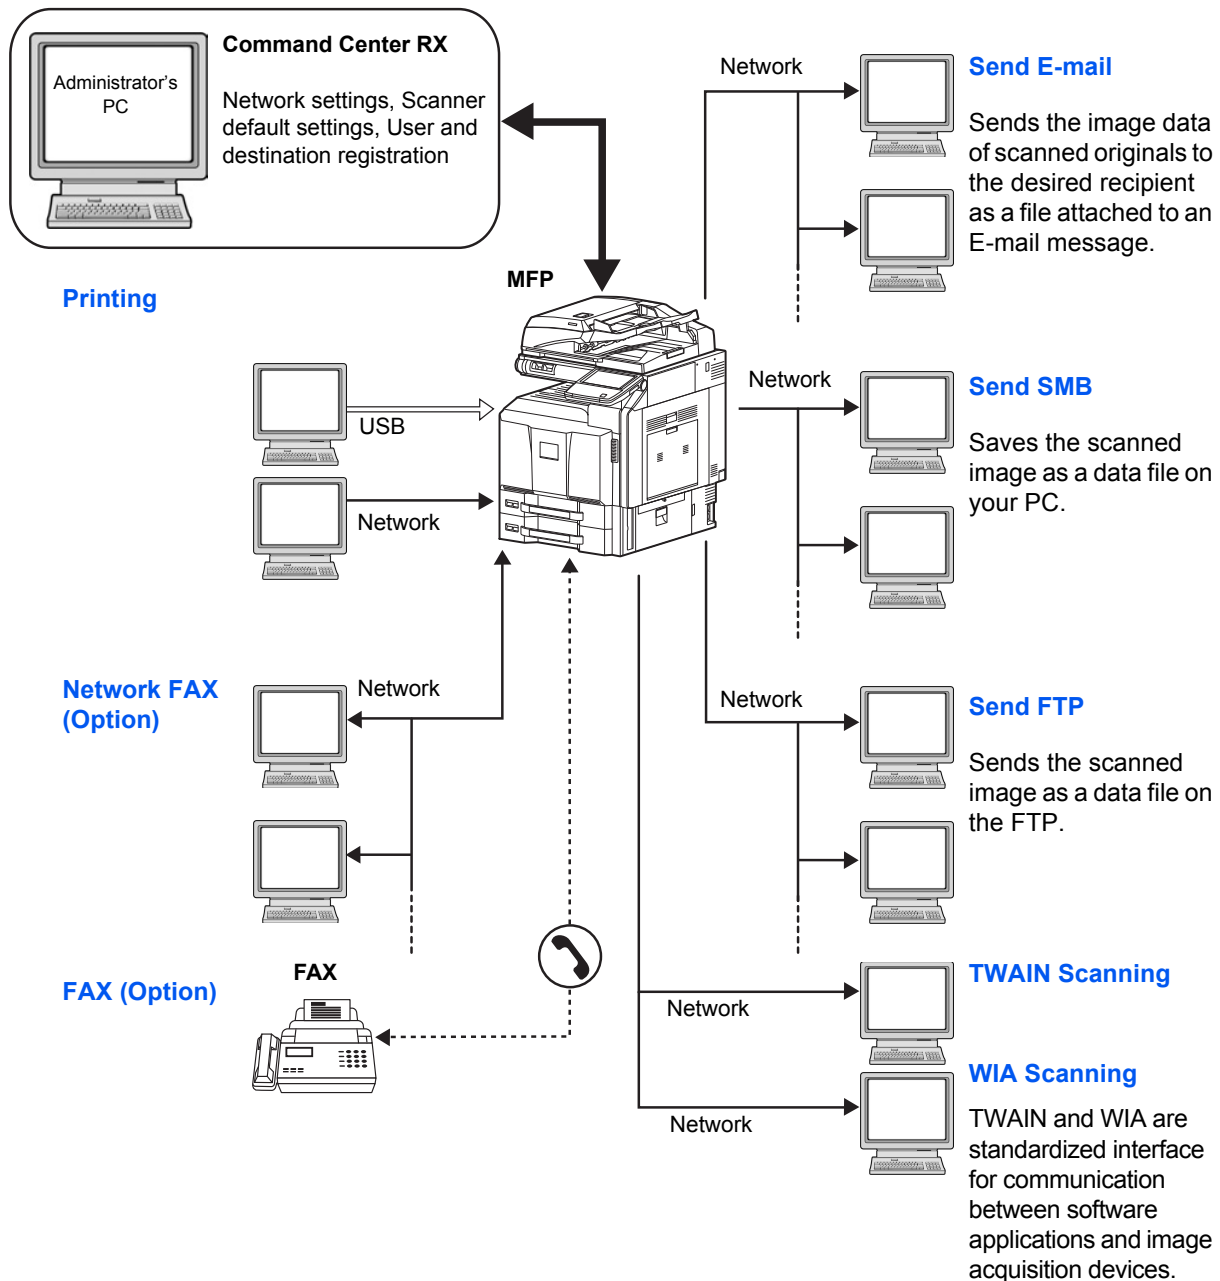 Command Center RX
Administrator's
PC
Network settings, Scanner
default settings, User and
destination registration
Printing
MFP
USB
Network
Network FAX
(Option)
Network
FAX (Option)
FAX
Network
Send E-mail
Sends the image data
of scanned originals to
the desired recipient
as a file attached to an
E-mail message.
Network
Send SMB
Saves the scanned
image as a data file on
your PC.
Network
Send FTP
Sends the scanned
image as a data file on
the FTP.
Network
TWAIN Scanning
Network
WIA Scanning
TWAIN and WIA are
standardized interface
for communication
between software
applications and image
acquisition devices.